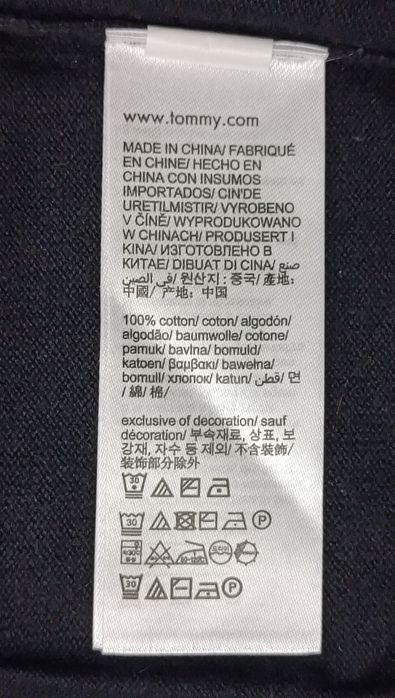 www.tommy.com
MADE IN CHINA/ FABRIQUÉ
EN CHINE/ HECHO EN
CHINA CON INSUMOS
IMPORTADOS/ CIN'DE
URETILMISTIR/ VYROBENO
V ČÍNĚ/ WYPRODUKOWANO
W CHINACH/ PRODUSERT I
KINA/ ИЗГОТОВЛЕНО В
КИТАЕ/ DIBUAT DI CINA/ صنع
في الصين/ 원산지 : 중국/ 產地:
中國/ 产地: 中国
100% cotton/ coton/ algodón/
algodão/ baumwolle/ cotone/
pamuk/ bavlna/ bomuld/
katoen/ βαμβακι/ bawełna/
bomull/ хлопок/ katun/ قطن/ 면
/ 綿/ 棉/
exclusive of decoration/ sauf
décoration/ 부속재료, 상표, 보
강재, 자수 등 제외/ 不含裝飾/
装饰部分除外
30
30 P
30 P